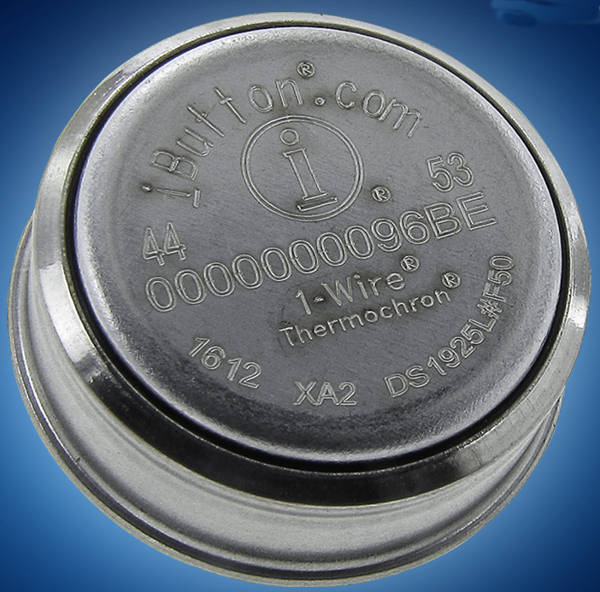 iButton®.com
i®
44 53
0000000096BE
1-Wire®
Thermochron®
1612 XA2 DS1925L#F50